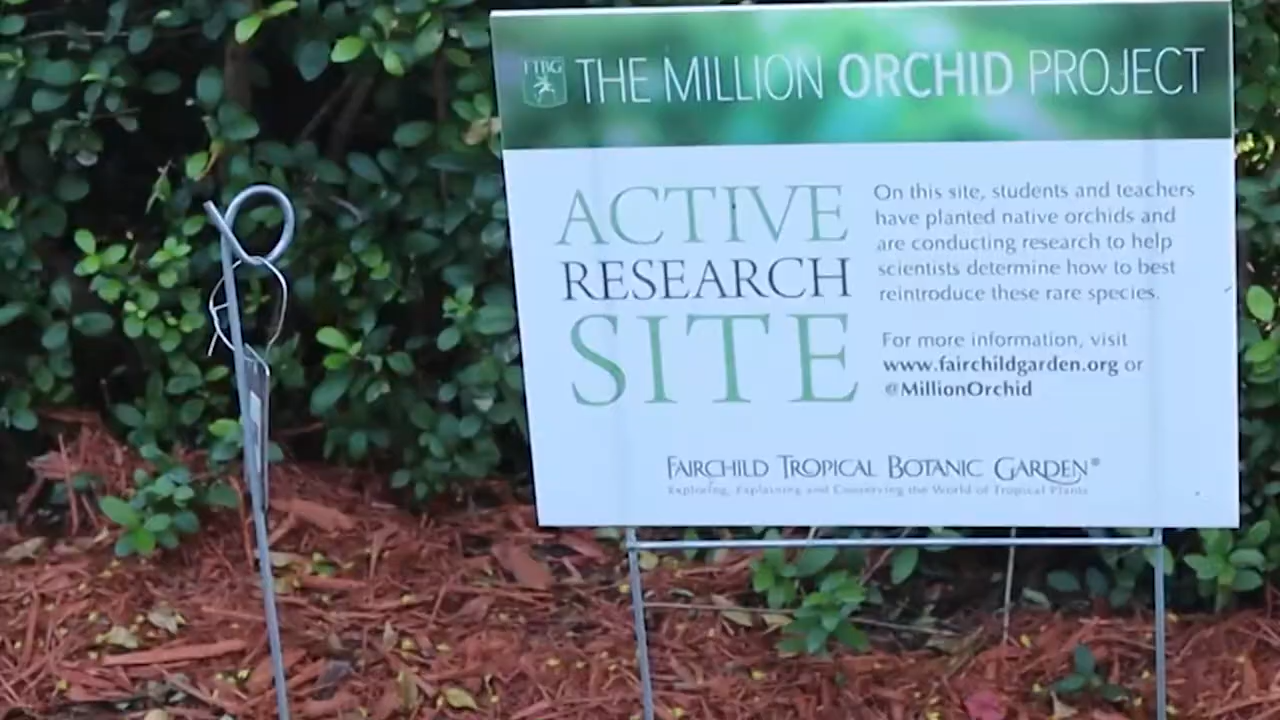 FTBG
THE MILLION ORCHID PROJECT
ACTIVE
RESEARCH
SITE
On this site, students and teachers
have planted native orchids and
are conducting research to help
scientists determine how to best
reintroduce these rare species.
For more information, visit
www.fairchildgarden.org or
@MillionOrchid
FAIRCHILD TROPICAL BOTANIC GARDEN®
Exploring, Explaining and Conserving the World of Tropical Plants